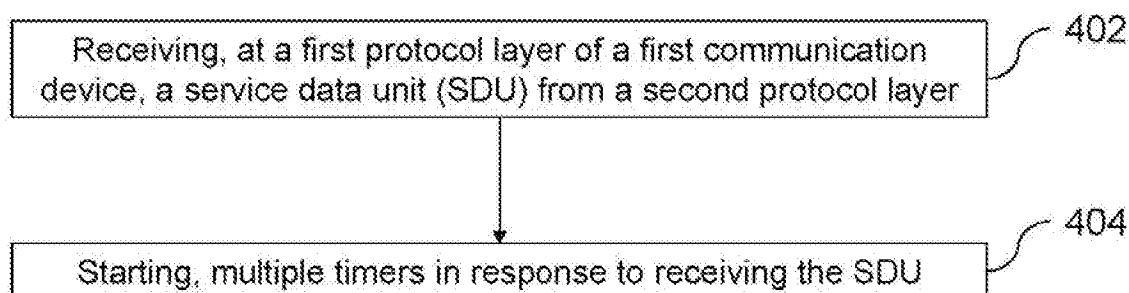 Receiving, at a first protocol layer of a first communication
device, a service data unit (SDU) from a second protocol layer
402
Starting, multiple timers in response to receiving the SDU
404